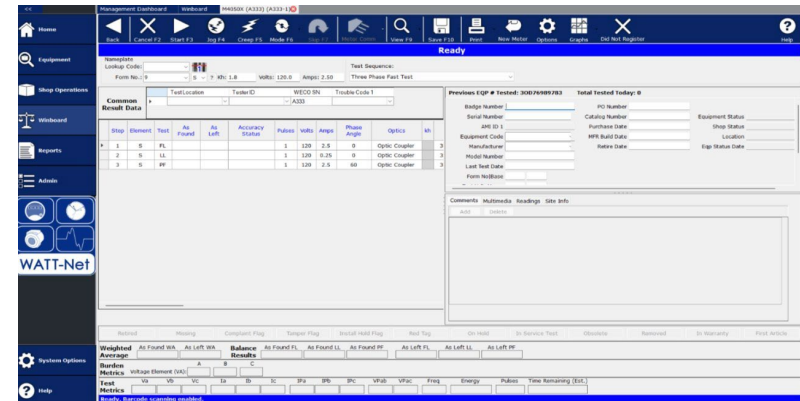 <<
Management Dashboard Winboard M40SOX (A333) (A333-1)
Home
Equipment
Shop Operations
Winboard
Reports
Admin
WATT-Net
System Options
Help
Back Cancel F2 Start F3 Jog F4 Creep F5 Mode F6 Stop F7 View F9 Save F10 Print New Meter Options Graphs Did Not Register Help
Ready
Nameplate
Lookup Code: Test Sequence:
Form No.: 9 S ? Kh: 1.8 Volts: 120.0 Amps: 2.50 Three Phase Fast Test
Common Result Data
Test Location Tester ID WECO SN Trouble Code 1
A333
Step Element Test As Found As Left Accuracy Status Pulses Volts Amps Phase Angle Optics kh
1 S FL 1 120 2.5 0 Optic Coupler 3
2 S LL 1 120 0.25 0 Optic Coupler 3
3 S PF 1 120 2.5 60 Optic Coupler 3
Previous EQP # Tested: 3OD76989783 Total Tested Today: 0
Badge Number PO Number
Serial Number Catalog Number Equipment Status
AMI ID 1 Purchase Date Shop Status
Equipment Code MFR Build Date Location
Manufacturer Retire Date Eqp Status Date
Model Number
Last Test Date
Form No|Base
Comments Multimedia Readings Site Info
Add Delete
Retired Missing Complaint Flag Tamper Flag Install Hold Flag Red Tag On Hold In Service Test Obsolete Removed In Warranty First Article
Weighted Average As Found WA As Left WA Balance Results As Found FL As Found LL As Found PF As Left FL As Left LL As Left PF
Burden Metrics Voltage Element (VA): A B C
Test Metrics Va Vb Vc Ia Ib Ic IPa IPb IPc VPab VPac Freq Energy Pulses Time Remaining (Est.)
Ready. Barcode scanning enabled.